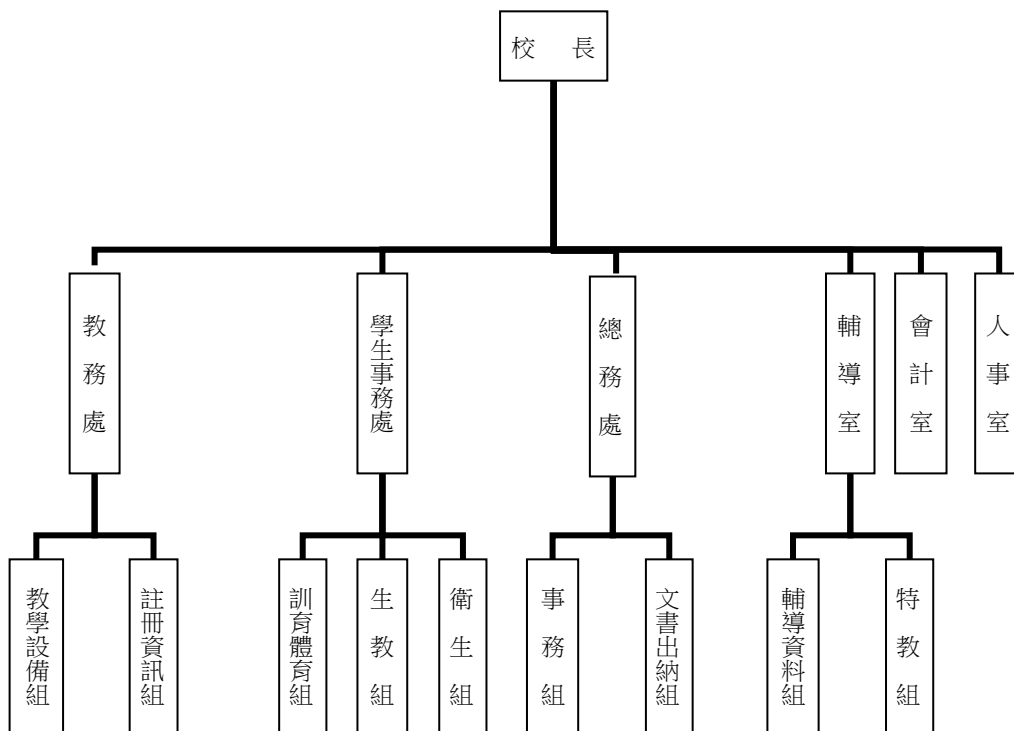 校 長
教務處
學生事務處
總務處
輔導室
會計室
人事室
教學設備組
註冊資訊組
訓育體育組
生教組
衛生組
事務組
文書出納組
輔導資料組
特教組